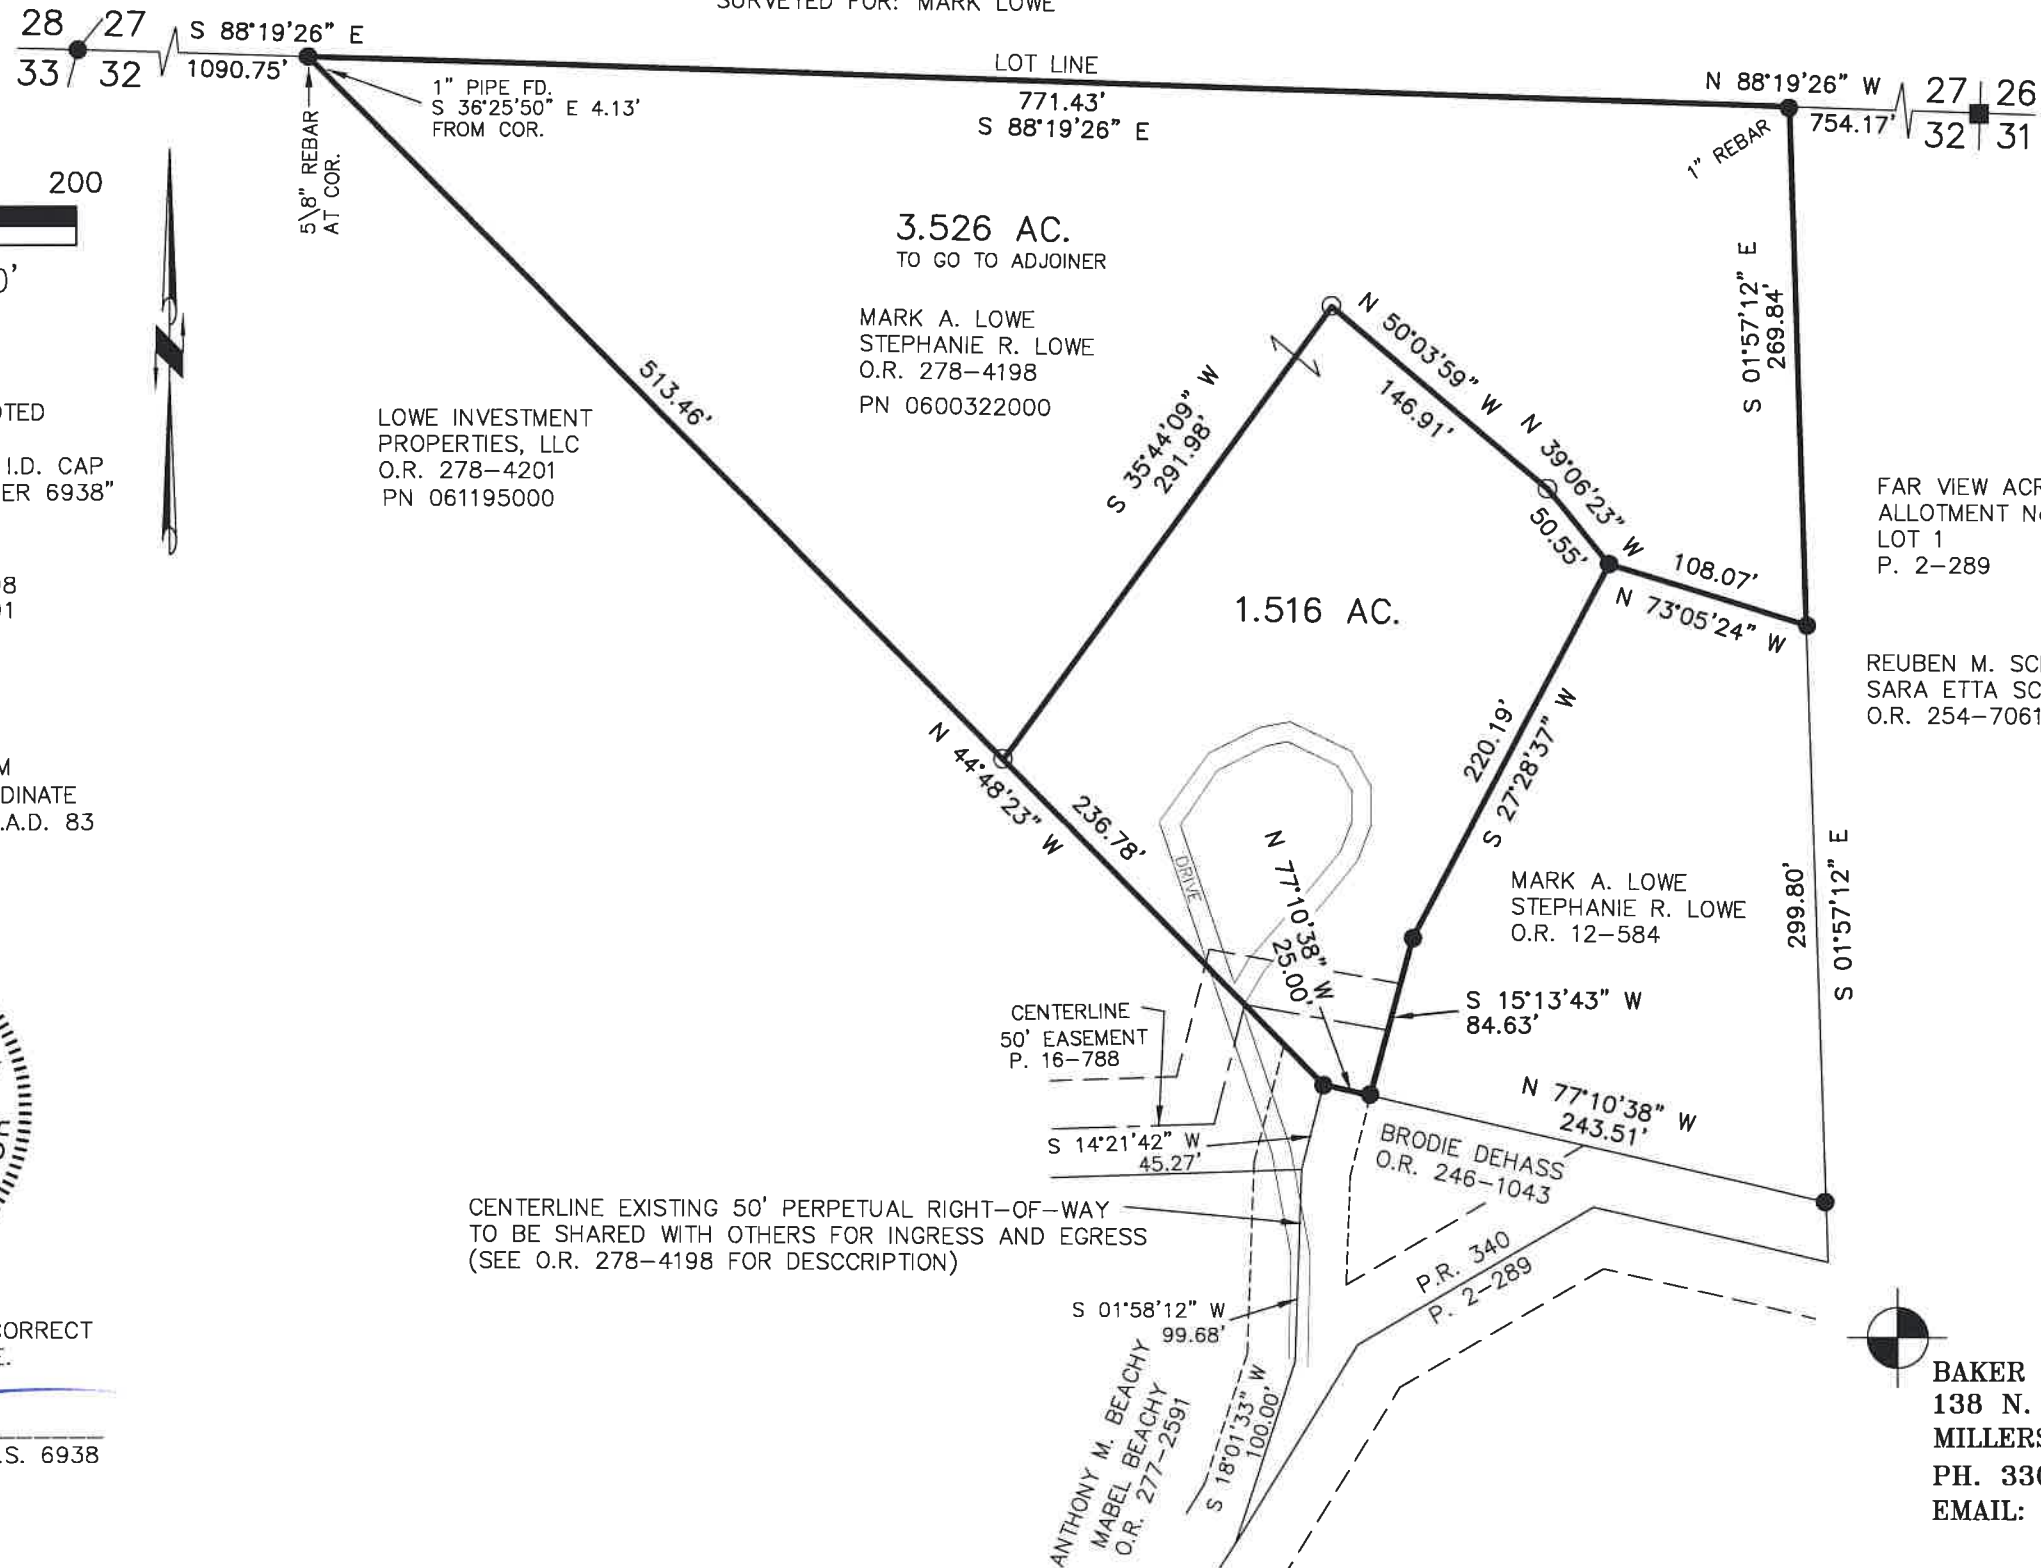 SURVEYED FOR: MARK LOWE
28 27
33 32
S 88°19'26" E
1090.75'
1" PIPE FD.
S 36°25'50" E 4.13'
FROM COR.
5\8" REBAR
AT COR.
LOT LINE
771.43'
S 88°19'26" E
N 88°19'26" W
754.17'
27 26
32 31
1" REBAR
200
0'
N
3.526 AC.
TO GO TO ADJOINER
MARK A. LOWE
STEPHANIE R. LOWE
O.R. 278-4198
PN 0600322000
S 01°57'12" E
269.84'
513.46'
LOWE INVESTMENT
PROPERTIES, LLC
O.R. 278-4201
PN 061195000
OTED
I.D. CAP
ER 6938"
98
91
M
DINATE
.A.D. 83
S 35°44'09" W
291.98'
N 50°03'59" W
146.91'
N 39°06'23" W
50.55'
108.07'
N 73°05'24" W
FAR VIEW ACR
ALLOTMENT N
LOT 1
P. 2-289
REUBEN M. SC
SARA ETTA SC
O.R. 254-7061
1.516 AC.
220.19'
S 27°28'37" W
N 44°48'23" W
236.78'
DRIVE
N 77°10'38" W
25.00'
MARK A. LOWE
STEPHANIE R. LOWE
O.R. 12-584
299.80'
S 01°57'12" E
S 15°13'43" W
84.63'
CENTERLINE
50' EASEMENT
P. 16-788
S 14°21'42" W
45.27'
N 77°10'38" W
243.51'
BRODIE DEHASS
O.R. 246-1043
CENTERLINE EXISTING 50' PERPETUAL RIGHT-OF-WAY
TO BE SHARED WITH OTHERS FOR INGRESS AND EGRESS
(SEE O.R. 278-4198 FOR DESCCRIPTION)
S 01°58'12" W
99.68'
P.R. 340
P. 2-289
ANTHONY M. BEACHY
MABEL BEACHY
O.R. 277-2591
S 18°01'33" W
100.00'
CORRECT
E.
.S. 6938
BAKER
138 N.
MILLERS
PH. 330
EMAIL: